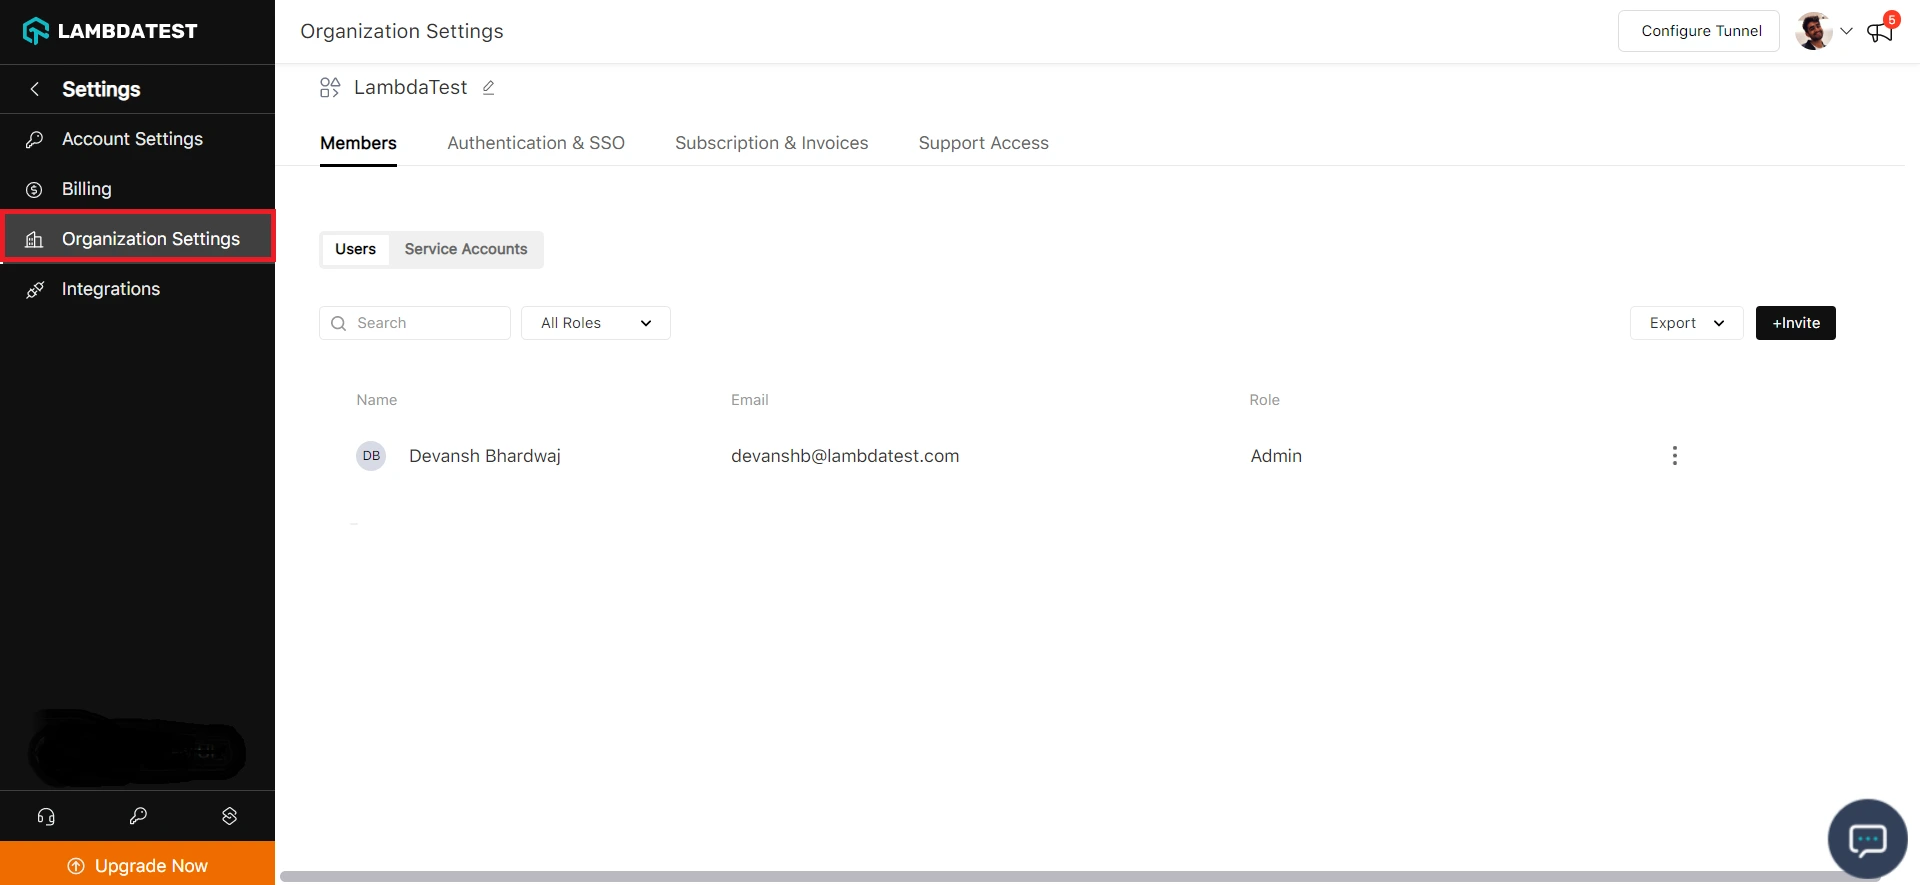 LAMBDATEST
Organization Settings
Configure Tunnel
5
Settings
LambdaTest
Account Settings
Members
Authentication & SSO
Subscription & Invoices
Support Access
Billing
Organization Settings
Users
Service Accounts
Integrations
Search
All Roles
Export
+Invite
Name
Email
Role
DB
Devansh Bhardwaj
devanshb@lambdatest.com
Admin
Upgrade Now